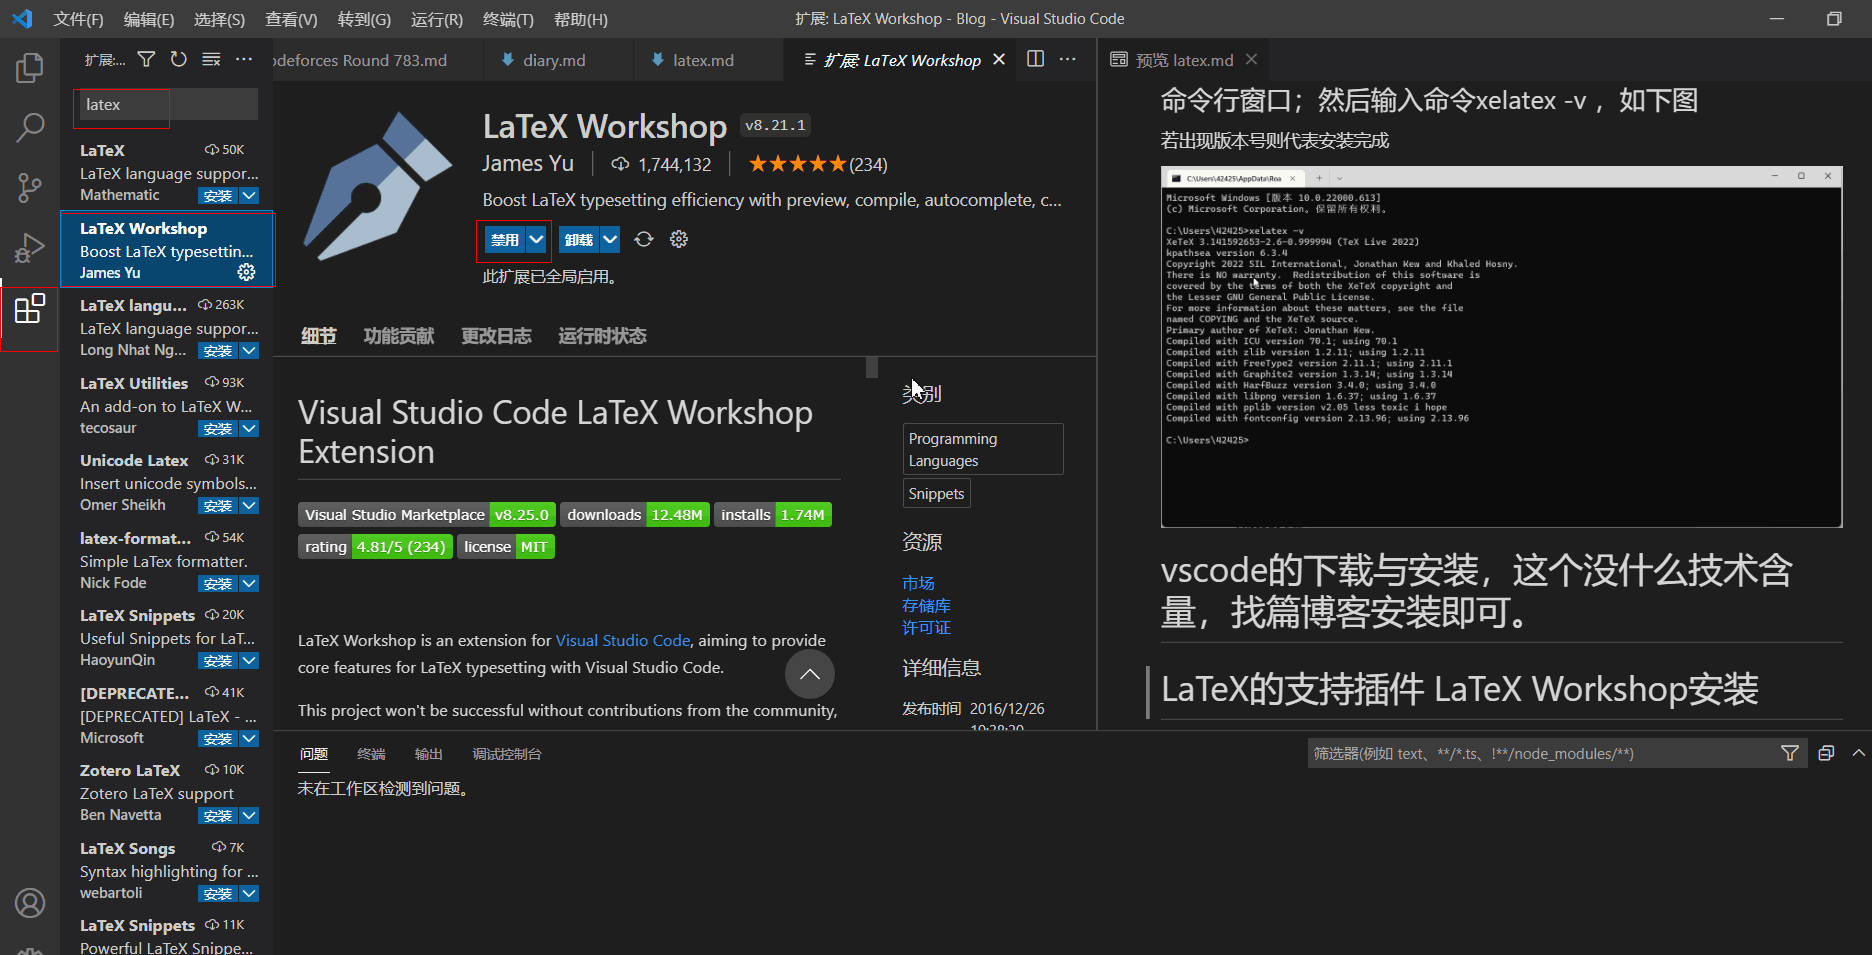 文件(F) 编辑(E) 选择(S) 查看(V) 转到(G) 运行(R) 终端(T) 帮助(H)
扩展: LaTeX Workshop - Blog - Visual Studio Code
扩展:...
odeforces Round 783.md
diary.md
latex.md
扩展: LaTeX Workshop
预览 latex.md
latex
LaTeX 50K
LaTeX language suppor...
Mathematic 安装
LaTeX Workshop
Boost LaTeX typesettin...
James Yu
LaTeX langu... 263K
LaTeX language suppor...
Long Nhat Ng... 安装
LaTeX Utilities 93K
An add-on to LaTeX W...
tecosaur 安装
Unicode Latex 31K
Insert unicode symbols...
Omer Sheikh 安装
latex-format... 54K
Simple LaTex formatter.
Nick Fode 安装
LaTeX Snippets 20K
Useful Snippets for LaT...
HaoyunQin 安装
[DEPRECATE... 41K
[DEPRECATED] LaTeX - ...
Microsoft 安装
Zotero LaTeX 10K
Zotero LaTeX support
Ben Navetta 安装
LaTeX Songs 7K
Syntax highlighting for ...
webartoli 安装
LaTeX Snippets 11K
Powerful LaTeX Snippe...
LaTeX Workshop v8.21.1
James Yu 1,744,132 ★★★★★(234)
Boost LaTeX typesetting efficiency with preview, compile, autocomplete, c...
禁用 卸载
此扩展已全局启用。
细节 功能贡献 更改日志 运行时状态
Visual Studio Code LaTeX Workshop
Extension
Visual Studio Marketplace v8.25.0 downloads 12.48M installs 1.74M
rating 4.81/5 (234) license MIT
LaTeX Workshop is an extension for Visual Studio Code, aiming to provide
core features for LaTeX typesetting with Visual Studio Code.
This project won't be successful without contributions from the community,
类别
Programming
Languages
Snippets
资源
市场
存储库
许可证
详细信息
发布时间 2016/12/26
10:38:20
命令行窗口；然后输入命令xelatex -v ，如下图
若出现版本号则代表安装完成
C:\Users\42425\AppData\Roa
Microsoft Windows [版本 10.0.22000.613]
(c) Microsoft Corporation。保留所有权利。
C:\Users\42425>xelatex -v
XeTeX 3.141592653-2.6-0.999994 (TeX Live 2022)
kpathsea version 6.3.4
Copyright 2022 SIL International, Jonathan Kew and Khaled Hosny.
There is NO warranty.  Redistribution of this software is
covered by the terms of both the XeTeX copyright and
the Lesser GNU General Public License.
For more information about these matters, see the file
named COPYING and the XeTeX source.
Primary author of XeTeX: Jonathan Kew.
Compiled with ICU version 70.1; using 70.1
Compiled with zlib version 1.2.11; using 1.2.11
Compiled with FreeType2 version 2.11.1; using 2.11.1
Compiled with Graphite2 version 1.3.14; using 1.3.14
Compiled with HarfBuzz version 3.4.0; using 3.4.0
Compiled with libpng version 1.6.37; using 1.6.37
Compiled with pplib version v2.05 less toxic i hope
Compiled with fontconfig version 2.13.96; using 2.13.96
C:\Users\42425>
vscode的下载与安装，这个没什么技术含
量，找篇博客安装即可。
LaTeX的支持插件 LaTeX Workshop安装
问题 终端 输出 调试控制台
筛选器(例如 text、**/*.ts、!**/node_modules/**)
未在工作区检测到问题。